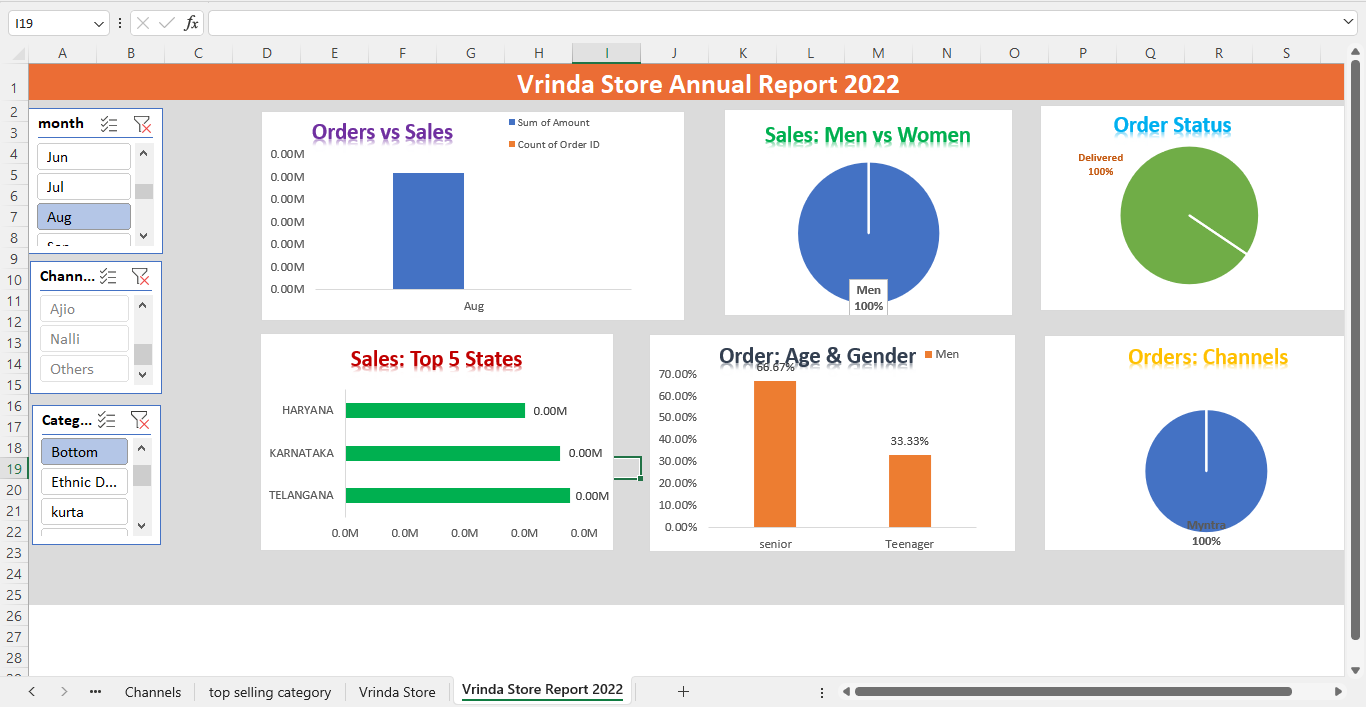 I19
fx
A B C D E F G H I J K L M N O P Q R S
1
2
3
4
5
6
7
8
9
10
11
12
13
14
15
16
17
18
19
20
21
22
23
24
25
26
27
28
Vrinda Store Annual Report 2022
month
Jun
Jul
Aug
Chann...
Ajio
Nalli
Others
Categ...
Bottom
Ethnic D...
kurta
Orders vs Sales
Sum of Amount
Count of Order ID
0.00M
0.00M
0.00M
0.00M
0.00M
0.00M
0.00M
Aug
Sales: Men vs Women
Men
100%
Order Status
Delivered
100%
Sales: Top 5 States
HARYANA 0.00M
KARNATAKA 0.00M
TELANGANA 0.00M
0.0M 0.0M 0.0M 0.0M 0.0M
Order: Age & Gender
Men
70.00%
60.00%
50.00%
40.00%
30.00%
20.00%
10.00%
0.00%
66.67%
33.33%
senior Teenager
Orders: Channels
Myntra
100%
Channels
top selling category
Vrinda Store
Vrinda Store Report 2022